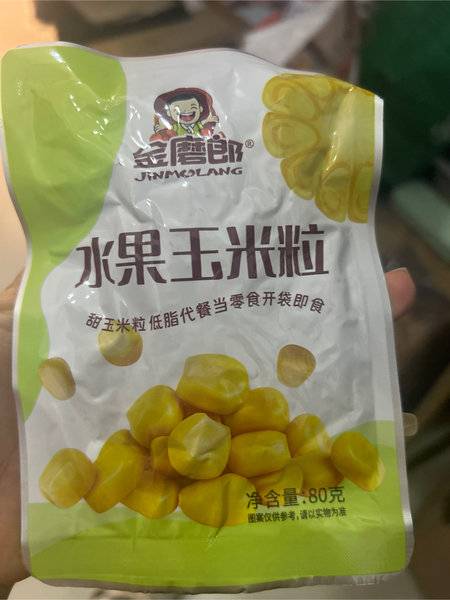 金磨郎®
JINMOLANG
水果玉米粒
甜玉米粒低脂代餐当零食开袋即食
净含量:80克
图案仅供参考,请以实物为准